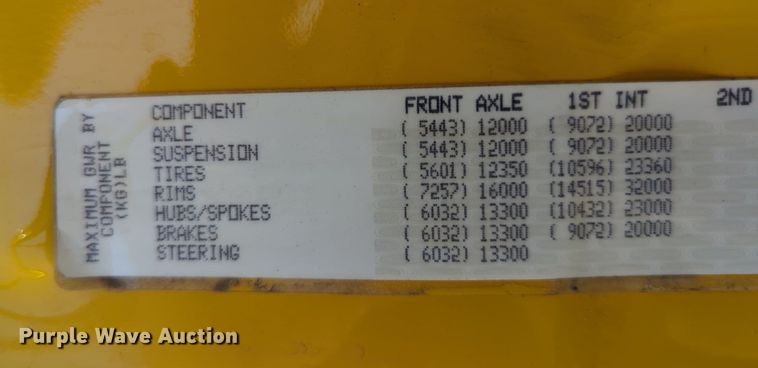 MAXIMUM GWR BY
COMPONENT
(KG)LB
COMPONENT FRONT AXLE 1ST INT 2ND
AXLE ( 5443) 12000 ( 9072) 20000
SUSPENSION ( 5443) 12000 ( 9072) 20000
TIRES ( 5601) 12350 (10596) 23360
RIMS ( 7257) 16000 (14515) 32000
HUBS/SPOKES ( 6032) 13300 (10432) 23000
BRAKES ( 6032) 13300 ( 9072) 20000
STEERING ( 6032) 13300
Purple Wave Auction